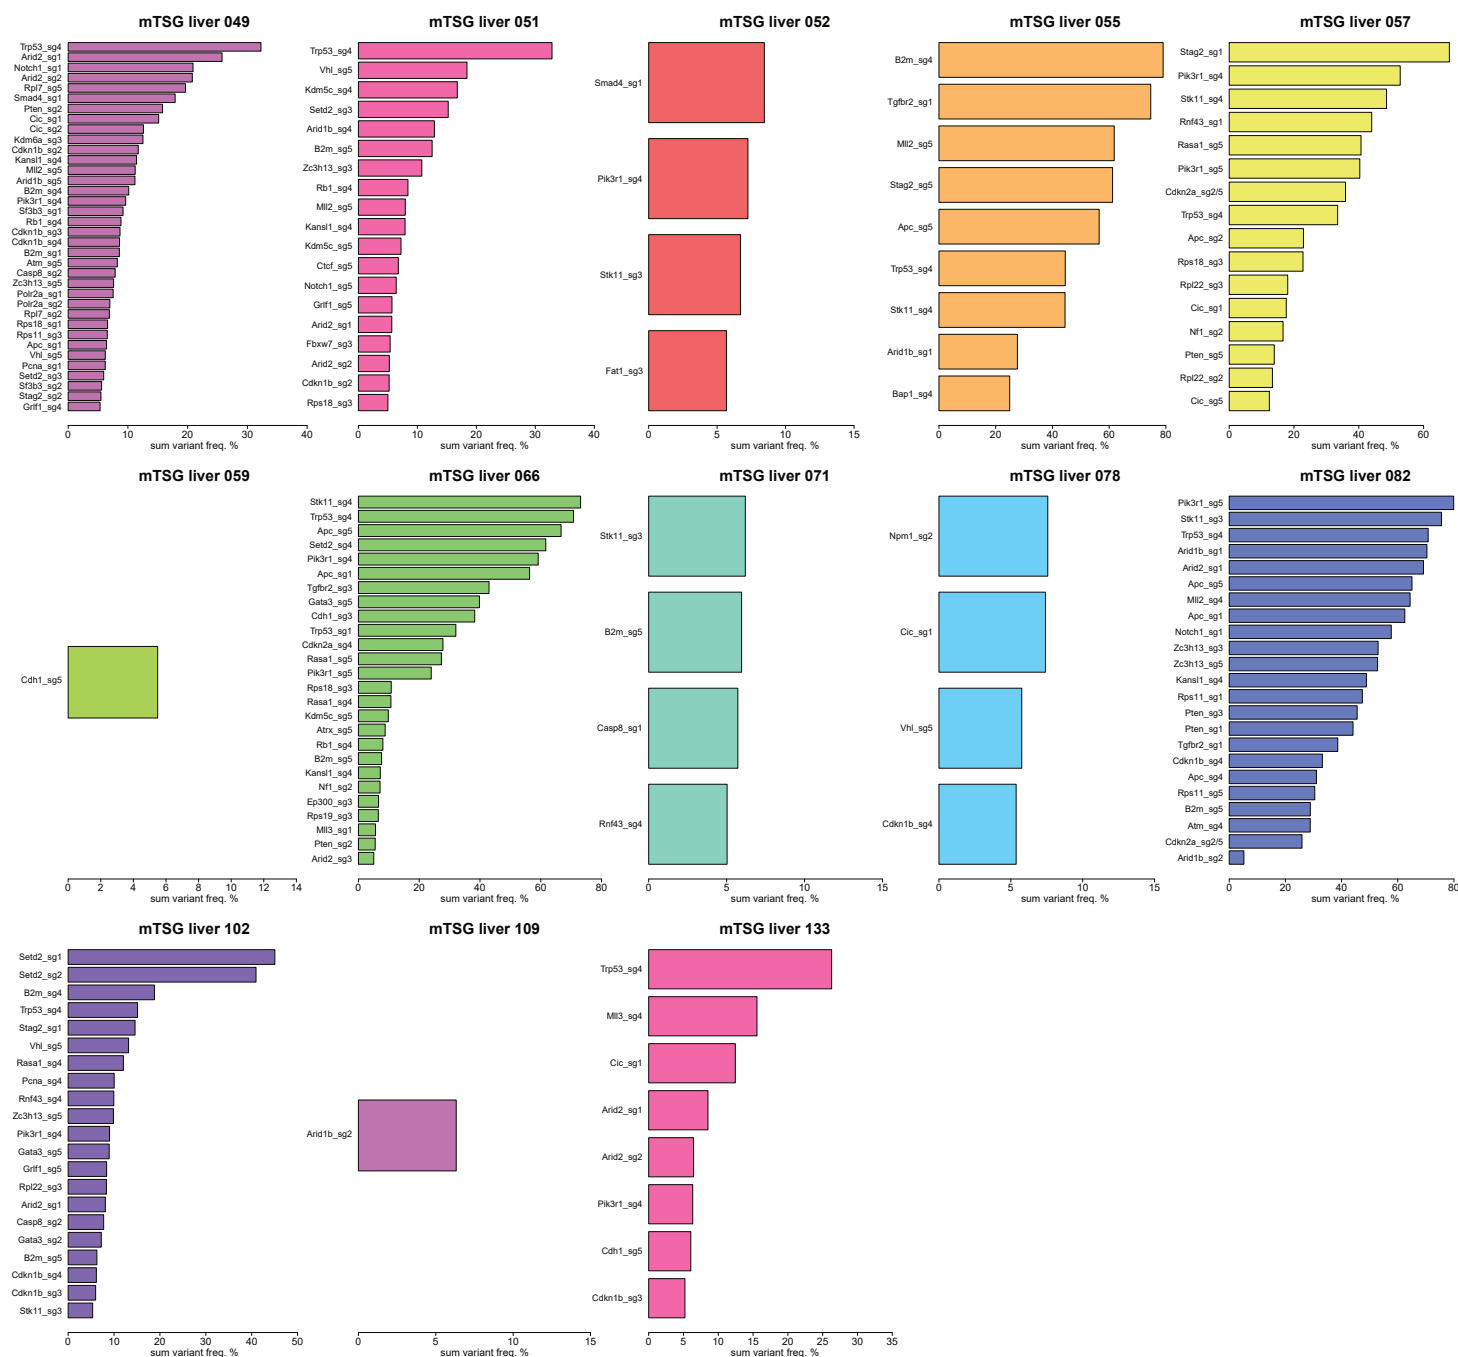 mTSG liver 049
Trp53_sg4
Arid2_sg1
Notch1_sg1
Arid2_sg2
Rpl7_sg5
Smad4_sg1
Pten_sg2
Cic_sg1
Cic_sg2
Kdm6a_sg3
Cdkn1b_sg2
Kansl1_sg4
Mll2_sg5
Arid1b_sg5
B2m_sg4
Pik3r1_sg4
Sf3b3_sg1
Rb1_sg4
Cdkn1b_sg3
Cdkn1b_sg4
B2m_sg1
Atm_sg5
Casp8_sg2
Zc3h13_sg5
Polr2a_sg1
Polr2a_sg2
Rpl7_sg2
Rps18_sg1
Rps11_sg3
Apc_sg1
Vhl_sg5
Pcna_sg1
Setd2_sg3
Sf3b3_sg2
Stag2_sg2
Grlf1_sg4
0 10 20 30 40
sum variant freq. %
mTSG liver 051
Trp53_sg4
Vhl_sg5
Kdm5c_sg4
Setd2_sg3
Arid1b_sg4
B2m_sg5
Zc3h13_sg3
Rb1_sg4
Mll2_sg5
Kansl1_sg4
Kdm5c_sg5
Ctcf_sg5
Notch1_sg5
Grlf1_sg5
Arid2_sg1
Fbxw7_sg3
Arid2_sg2
Cdkn1b_sg2
Rps18_sg3
0 10 20 30 40
sum variant freq. %
mTSG liver 052
Smad4_sg1
Pik3r1_sg4
Stk11_sg3
Fat1_sg3
0 5 10 15
sum variant freq. %
mTSG liver 055
B2m_sg4
Tgfbr2_sg1
Mll2_sg5
Stag2_sg5
Apc_sg5
Trp53_sg4
Stk11_sg4
Arid1b_sg1
Bap1_sg4
0 20 40 60 80
sum variant freq. %
mTSG liver 057
Stag2_sg1
Pik3r1_sg4
Stk11_sg4
Rnf43_sg1
Rasa1_sg5
Pik3r1_sg5
Cdkn2a_sg2/5
Trp53_sg4
Apc_sg2
Rps18_sg3
Rpl22_sg3
Cic_sg1
Nf1_sg2
Pten_sg5
Rpl22_sg2
Cic_sg5
0 20 40 60
sum variant freq. %
mTSG liver 059
Cdh1_sg5
0 2 4 6 8 10 12 14
sum variant freq. %
mTSG liver 066
Stk11_sg4
Trp53_sg4
Apc_sg5
Setd2_sg4
Pik3r1_sg4
Apc_sg1
Tgfbr2_sg3
Gata3_sg5
Cdh1_sg3
Trp53_sg1
Cdkn2a_sg4
Rasa1_sg5
Pik3r1_sg5
Rps18_sg3
Rasa1_sg4
Kdm5c_sg5
Atrx_sg5
Rb1_sg4
B2m_sg5
Kansl1_sg4
Nf1_sg2
Ep300_sg3
Rps19_sg3
Mll3_sg1
Pten_sg2
Arid2_sg3
0 20 40 60 80
sum variant freq. %
mTSG liver 071
Stk11_sg3
B2m_sg5
Casp8_sg1
Rnf43_sg4
0 5 10 15
sum variant freq. %
mTSG liver 078
Npm1_sg2
Cic_sg1
Vhl_sg5
Cdkn1b_sg4
0 5 10 15
sum variant freq. %
mTSG liver 082
Pik3r1_sg5
Stk11_sg3
Trp53_sg4
Arid1b_sg1
Arid2_sg1
Apc_sg5
Mll2_sg4
Apc_sg1
Notch1_sg1
Zc3h13_sg3
Zc3h13_sg5
Kansl1_sg4
Rps11_sg1
Pten_sg3
Pten_sg1
Tgfbr2_sg1
Cdkn1b_sg4
Apc_sg4
Rps11_sg5
B2m_sg5
Atm_sg4
Cdkn2a_sg2/5
Arid1b_sg2
0 20 40 60 80
sum variant freq. %
mTSG liver 102
Setd2_sg1
Setd2_sg2
B2m_sg4
Trp53_sg4
Stag2_sg1
Vhl_sg5
Rasa1_sg4
Pcna_sg4
Rnf43_sg4
Zc3h13_sg5
Pik3r1_sg4
Gata3_sg5
Grlf1_sg5
Rpl22_sg3
Arid2_sg1
Casp8_sg2
Gata3_sg2
B2m_sg5
Cdkn1b_sg4
Cdkn1b_sg3
Stk11_sg3
0 10 20 30 40 50
sum variant freq. %
mTSG liver 109
Arid1b_sg2
0 5 10 15
sum variant freq. %
mTSG liver 133
Trp53_sg4
Mll3_sg4
Cic_sg1
Arid2_sg1
Arid2_sg2
Pik3r1_sg4
Cdh1_sg5
Cdkn1b_sg3
0 5 10 15 20 25 30 35
sum variant freq. %